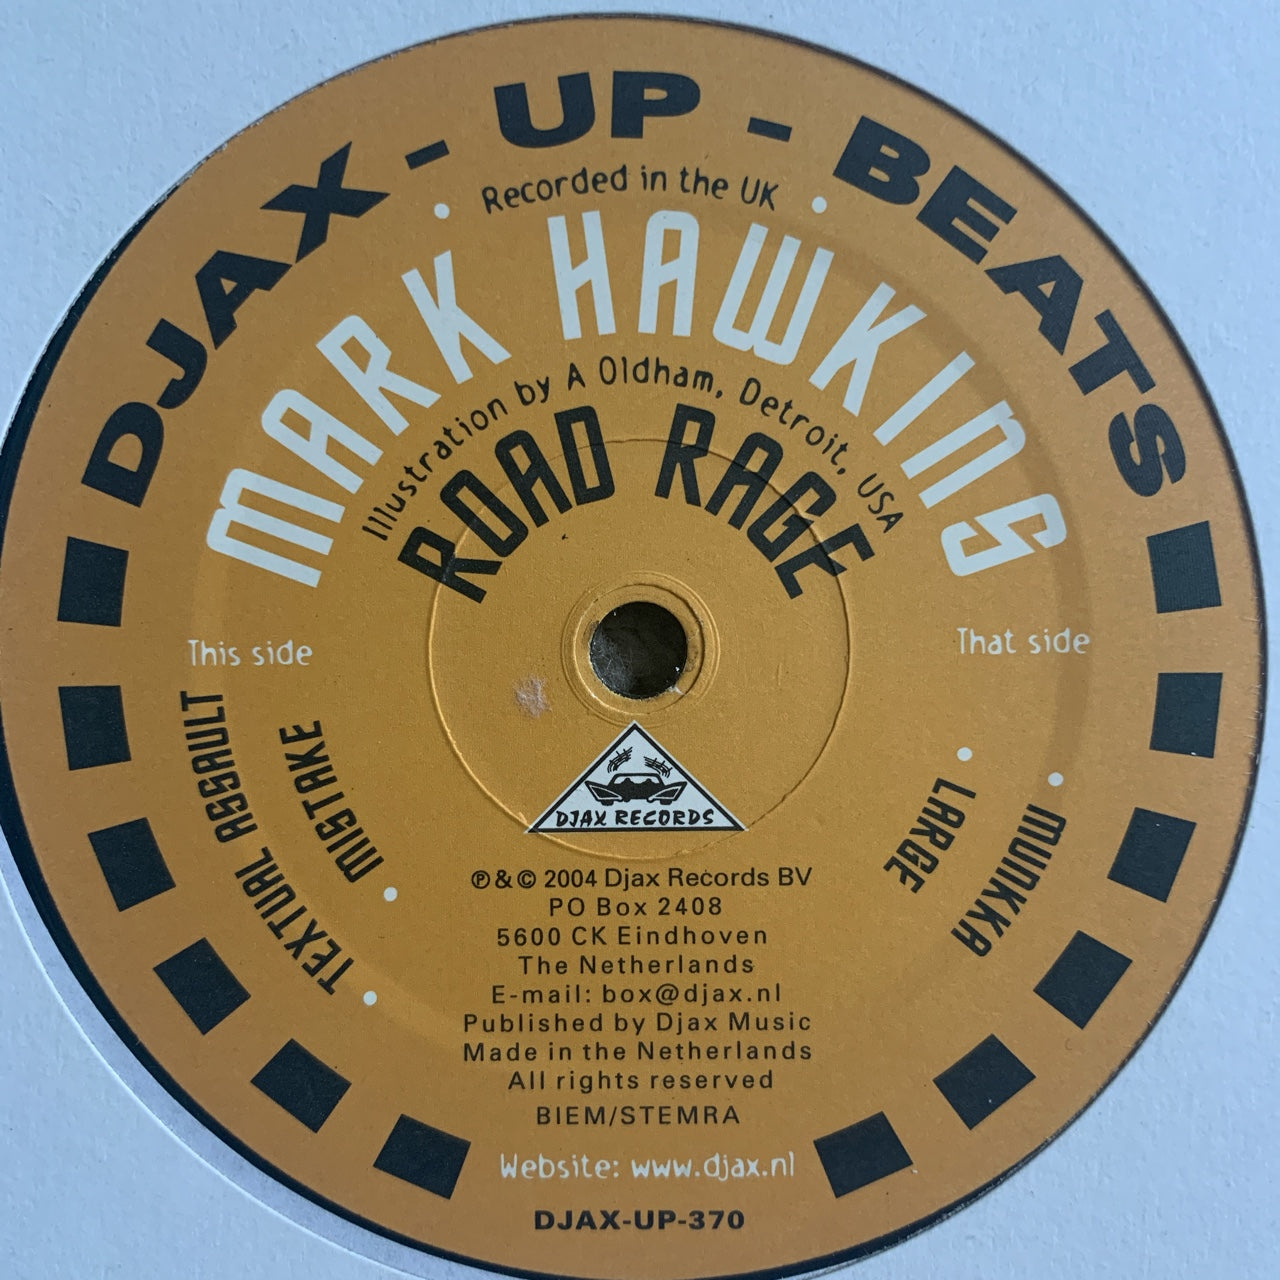 DJAX - UP - BEATS
Recorded in the UK
MARK HAWKINS
Illustration by A Oldham, Detroit, USA
ROAD RAGE
This side
TEXTUAL ASSAULT
MISTAKE
That side
MUNKKA
LARGE
DJAX RECORDS
℗ & © 2004 Djax Records BV
PO Box 2408
5600 CK Eindhoven
The Netherlands
E-mail: box@djax.nl
Published by Djax Music
Made in the Netherlands
All rights reserved
BIEM/STEMRA
Website: www.djax.nl
DJAX-UP-370